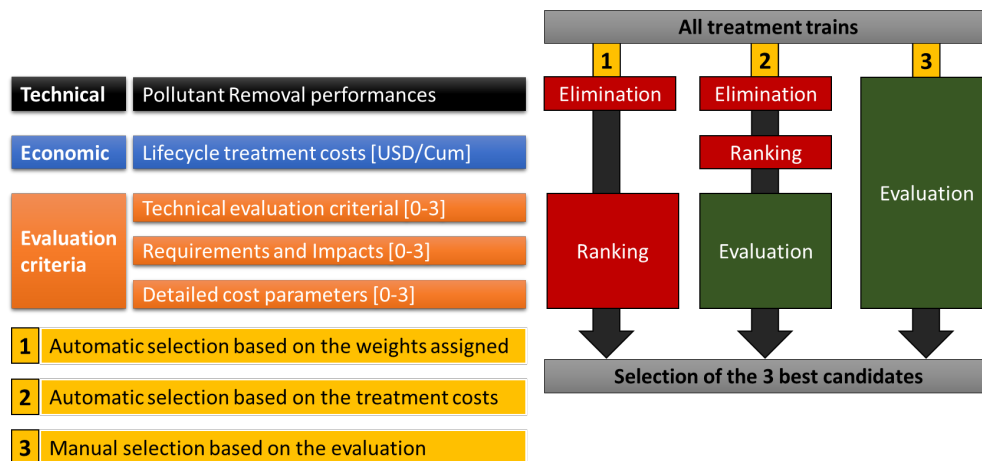 All treatment trains
1
2
3
Technical
Pollutant Removal performances
Elimination
Elimination
Economic
Lifecycle treatment costs [USD/Cum]
Ranking
Evaluation criteria
Technical evaluation criterial [0-3]
Requirements and Impacts [0-3]
Detailed cost parameters [0-3]
Ranking
Evaluation
Evaluation
1 Automatic selection based on the weights assigned
2 Automatic selection based on the treatment costs
3 Manual selection based on the evaluation
Selection of the 3 best candidates